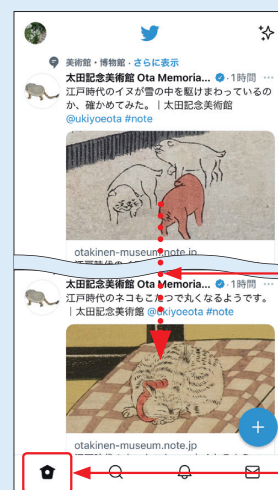 美術館・博物館・さらに表示
太田記念美術館 Ota Memoria... ・1時間 …
江戸時代のイヌが雪の中を駆けまわっているの
か、確かめてみた。｜太田記念美術館
@ukiyoeota #note
otakinen-museum.note.jp
太田記念美術館 Ota Memoria... ・1時間 …
江戸時代のネコもこたつで丸くなるようです。
｜太田記念美術館 @ukiyoeota #note
otakinen-museum.note.jp